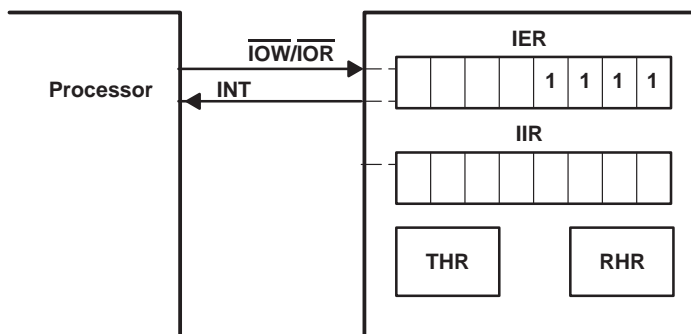 IER
IOW/IOR
1 1 1 1
Processor
INT
IIR
THR
RHR